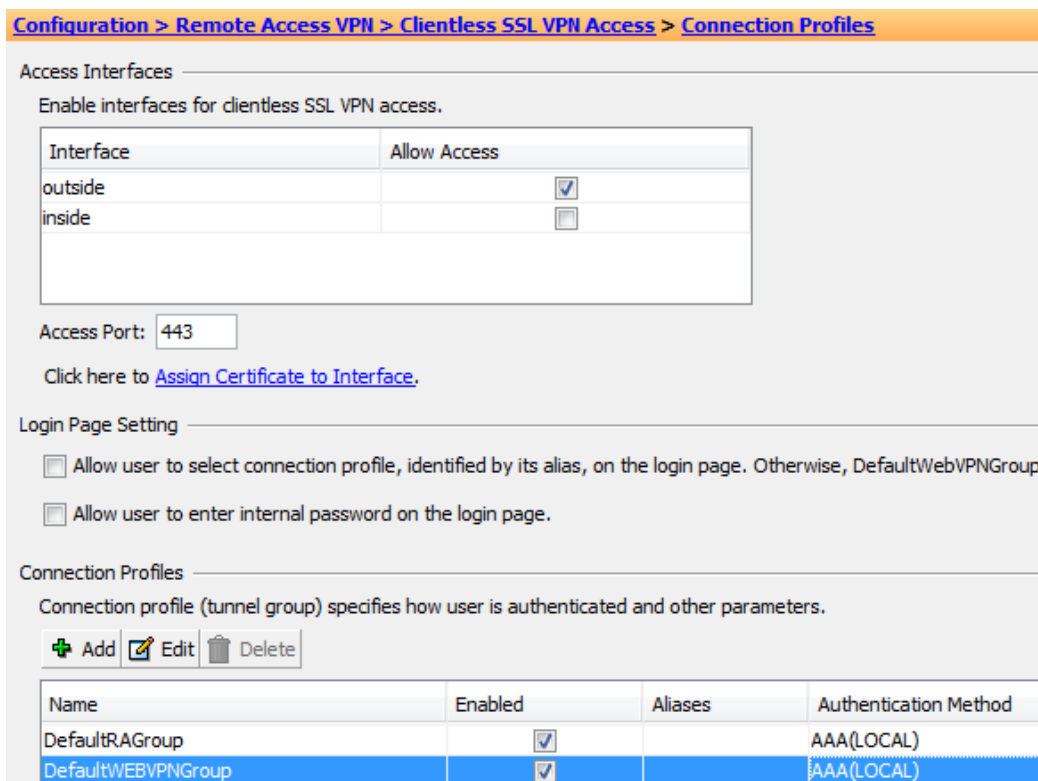 Configuration > Remote Access VPN > Clientless SSL VPN Access > Connection Profiles
Access Interfaces
Enable interfaces for clientless SSL VPN access.
Interface Allow Access
outside
inside
Access Port: 443
Click here to Assign Certificate to Interface.
Login Page Setting
Allow user to select connection profile, identified by its alias, on the login page. Otherwise, DefaultWebVPNGroup
Allow user to enter internal password on the login page.
Connection Profiles
Connection profile (tunnel group) specifies how user is authenticated and other parameters.
Add Edit Delete
Name Enabled Aliases Authentication Method
DefaultRAGroup AAA(LOCAL)
DefaultWEBVPNGroup AAA(LOCAL)